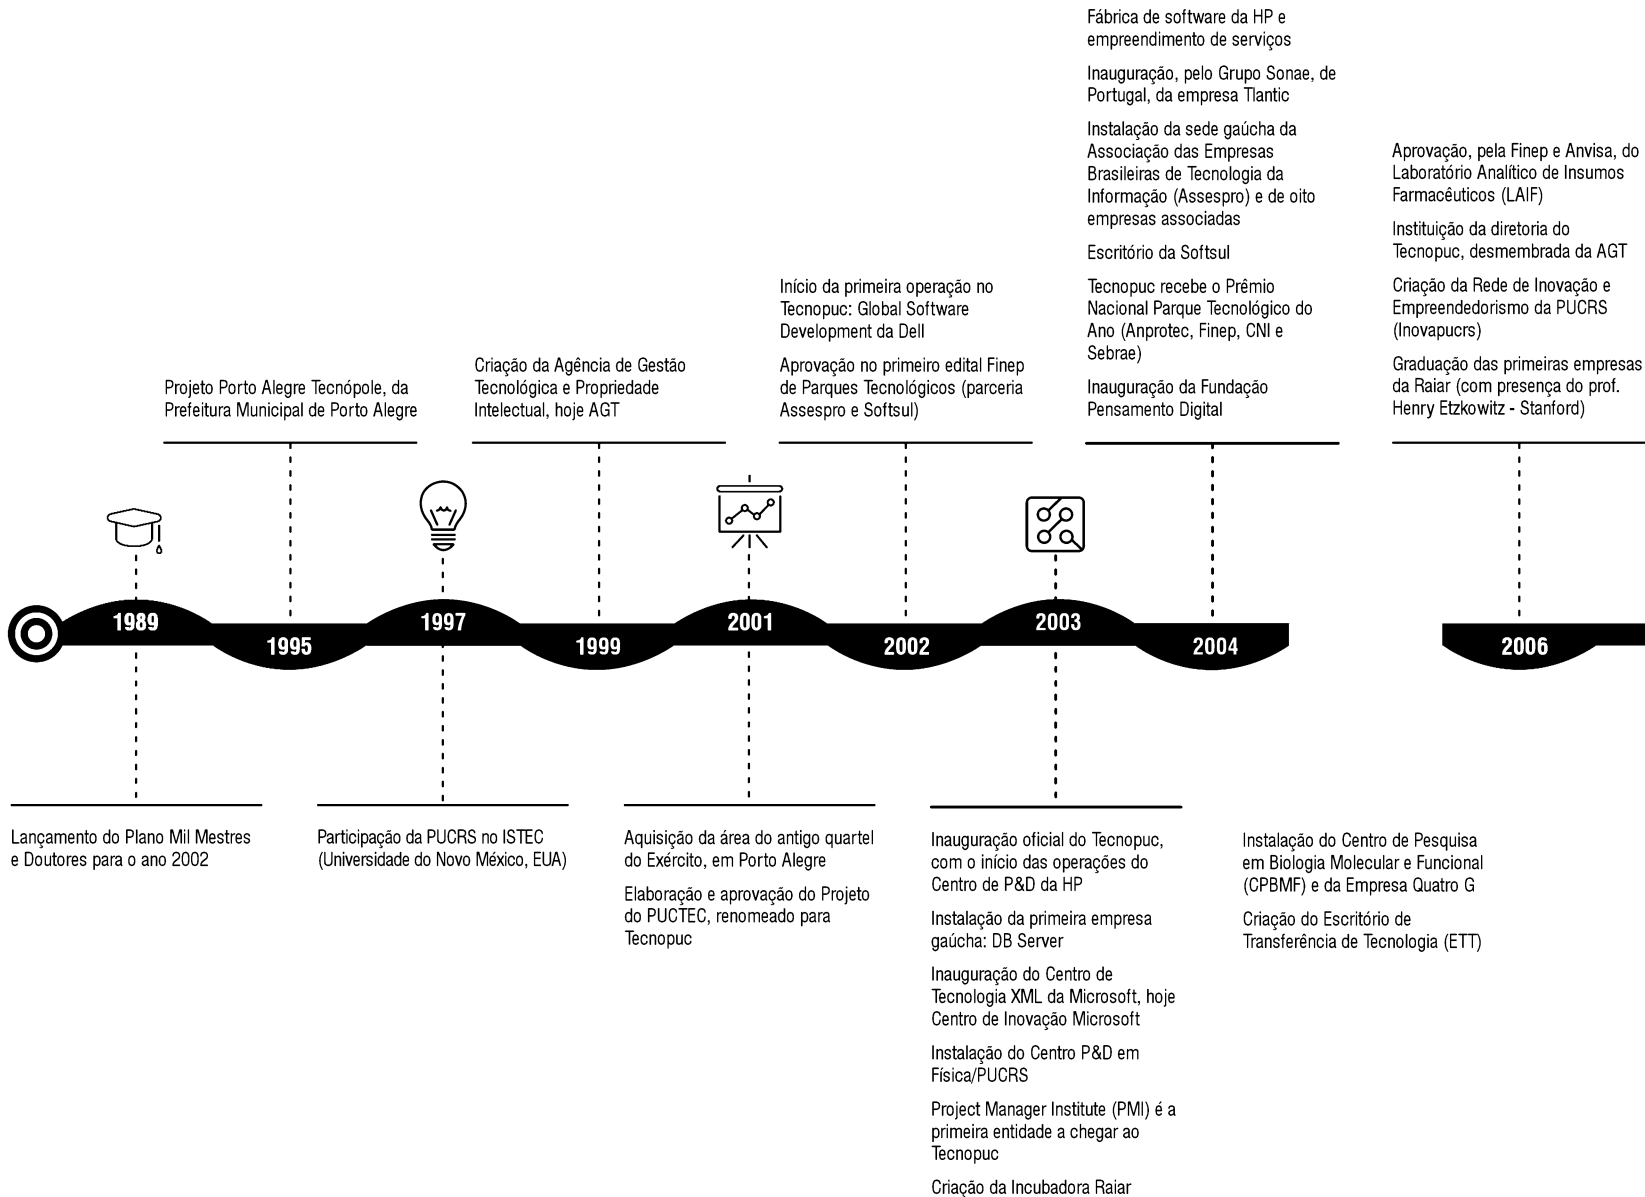 1989
Lançamento do Plano Mil Mestres
e Doutores para o ano 2002
Projeto Porto Alegre Tecnópole, da
Prefeitura Municipal de Porto Alegre
1995
1997
Participação da PUCRS no ISTEC
(Universidade do Novo México, EUA)
Criação da Agência de Gestão
Tecnológica e Propriedade
Intelectual, hoje AGT
1999
2001
Aquisição da área do antigo quartel
do Exército, em Porto Alegre
Elaboração e aprovação do Projeto
do PUCTEC, renomeado para
Tecnopuc
Início da primeira operação no
Tecnopuc: Global Software
Development da Dell
Aprovação no primeiro edital Finep
de Parques Tecnológicos (parceria
Assespro e Softsul)
2002
2003
Inauguração oficial do Tecnopuc,
com o início das operações do
Centro de P&D da HP
Instalação da primeira empresa
gaúcha: DB Server
Inauguração do Centro de
Tecnologia XML da Microsoft, hoje
Centro de Inovação Microsoft
Instalação do Centro P&D em
Física/PUCRS
Project Manager Institute (PMI) é a
primeira entidade a chegar ao
Tecnopuc
Criação da Incubadora Raiar
Fábrica de software da HP e
empreendimento de serviços
Inauguração, pelo Grupo Sonae, de
Portugal, da empresa Tlantic
Instalação da sede gaúcha da
Associação das Empresas
Brasileiras de Tecnologia da
Informação (Assespro) e de oito
empresas associadas
Escritório da Softsul
Tecnopuc recebe o Prêmio
Nacional Parque Tecnológico do
Ano (Anprotec, Finep, CNI e
Sebrae)
Inauguração da Fundação
Pensamento Digital
2004
Instalação do Centro de Pesquisa
em Biologia Molecular e Funcional
(CPBMF) e da Empresa Quatro G
Criação do Escritório de
Transferência de Tecnologia (ETT)
Aprovação, pela Finep e Anvisa, do
Laboratório Analítico de Insumos
Farmacêuticos (LAIF)
Instituição da diretoria do
Tecnopuc, desmembrada da AGT
Criação da Rede de Inovação e
Empreendedorismo da PUCRS
(Inovapucrs)
Graduação das primeiras empresas
da Raiar (com presença do prof.
Henry Etzkowitz - Stanford)
2006